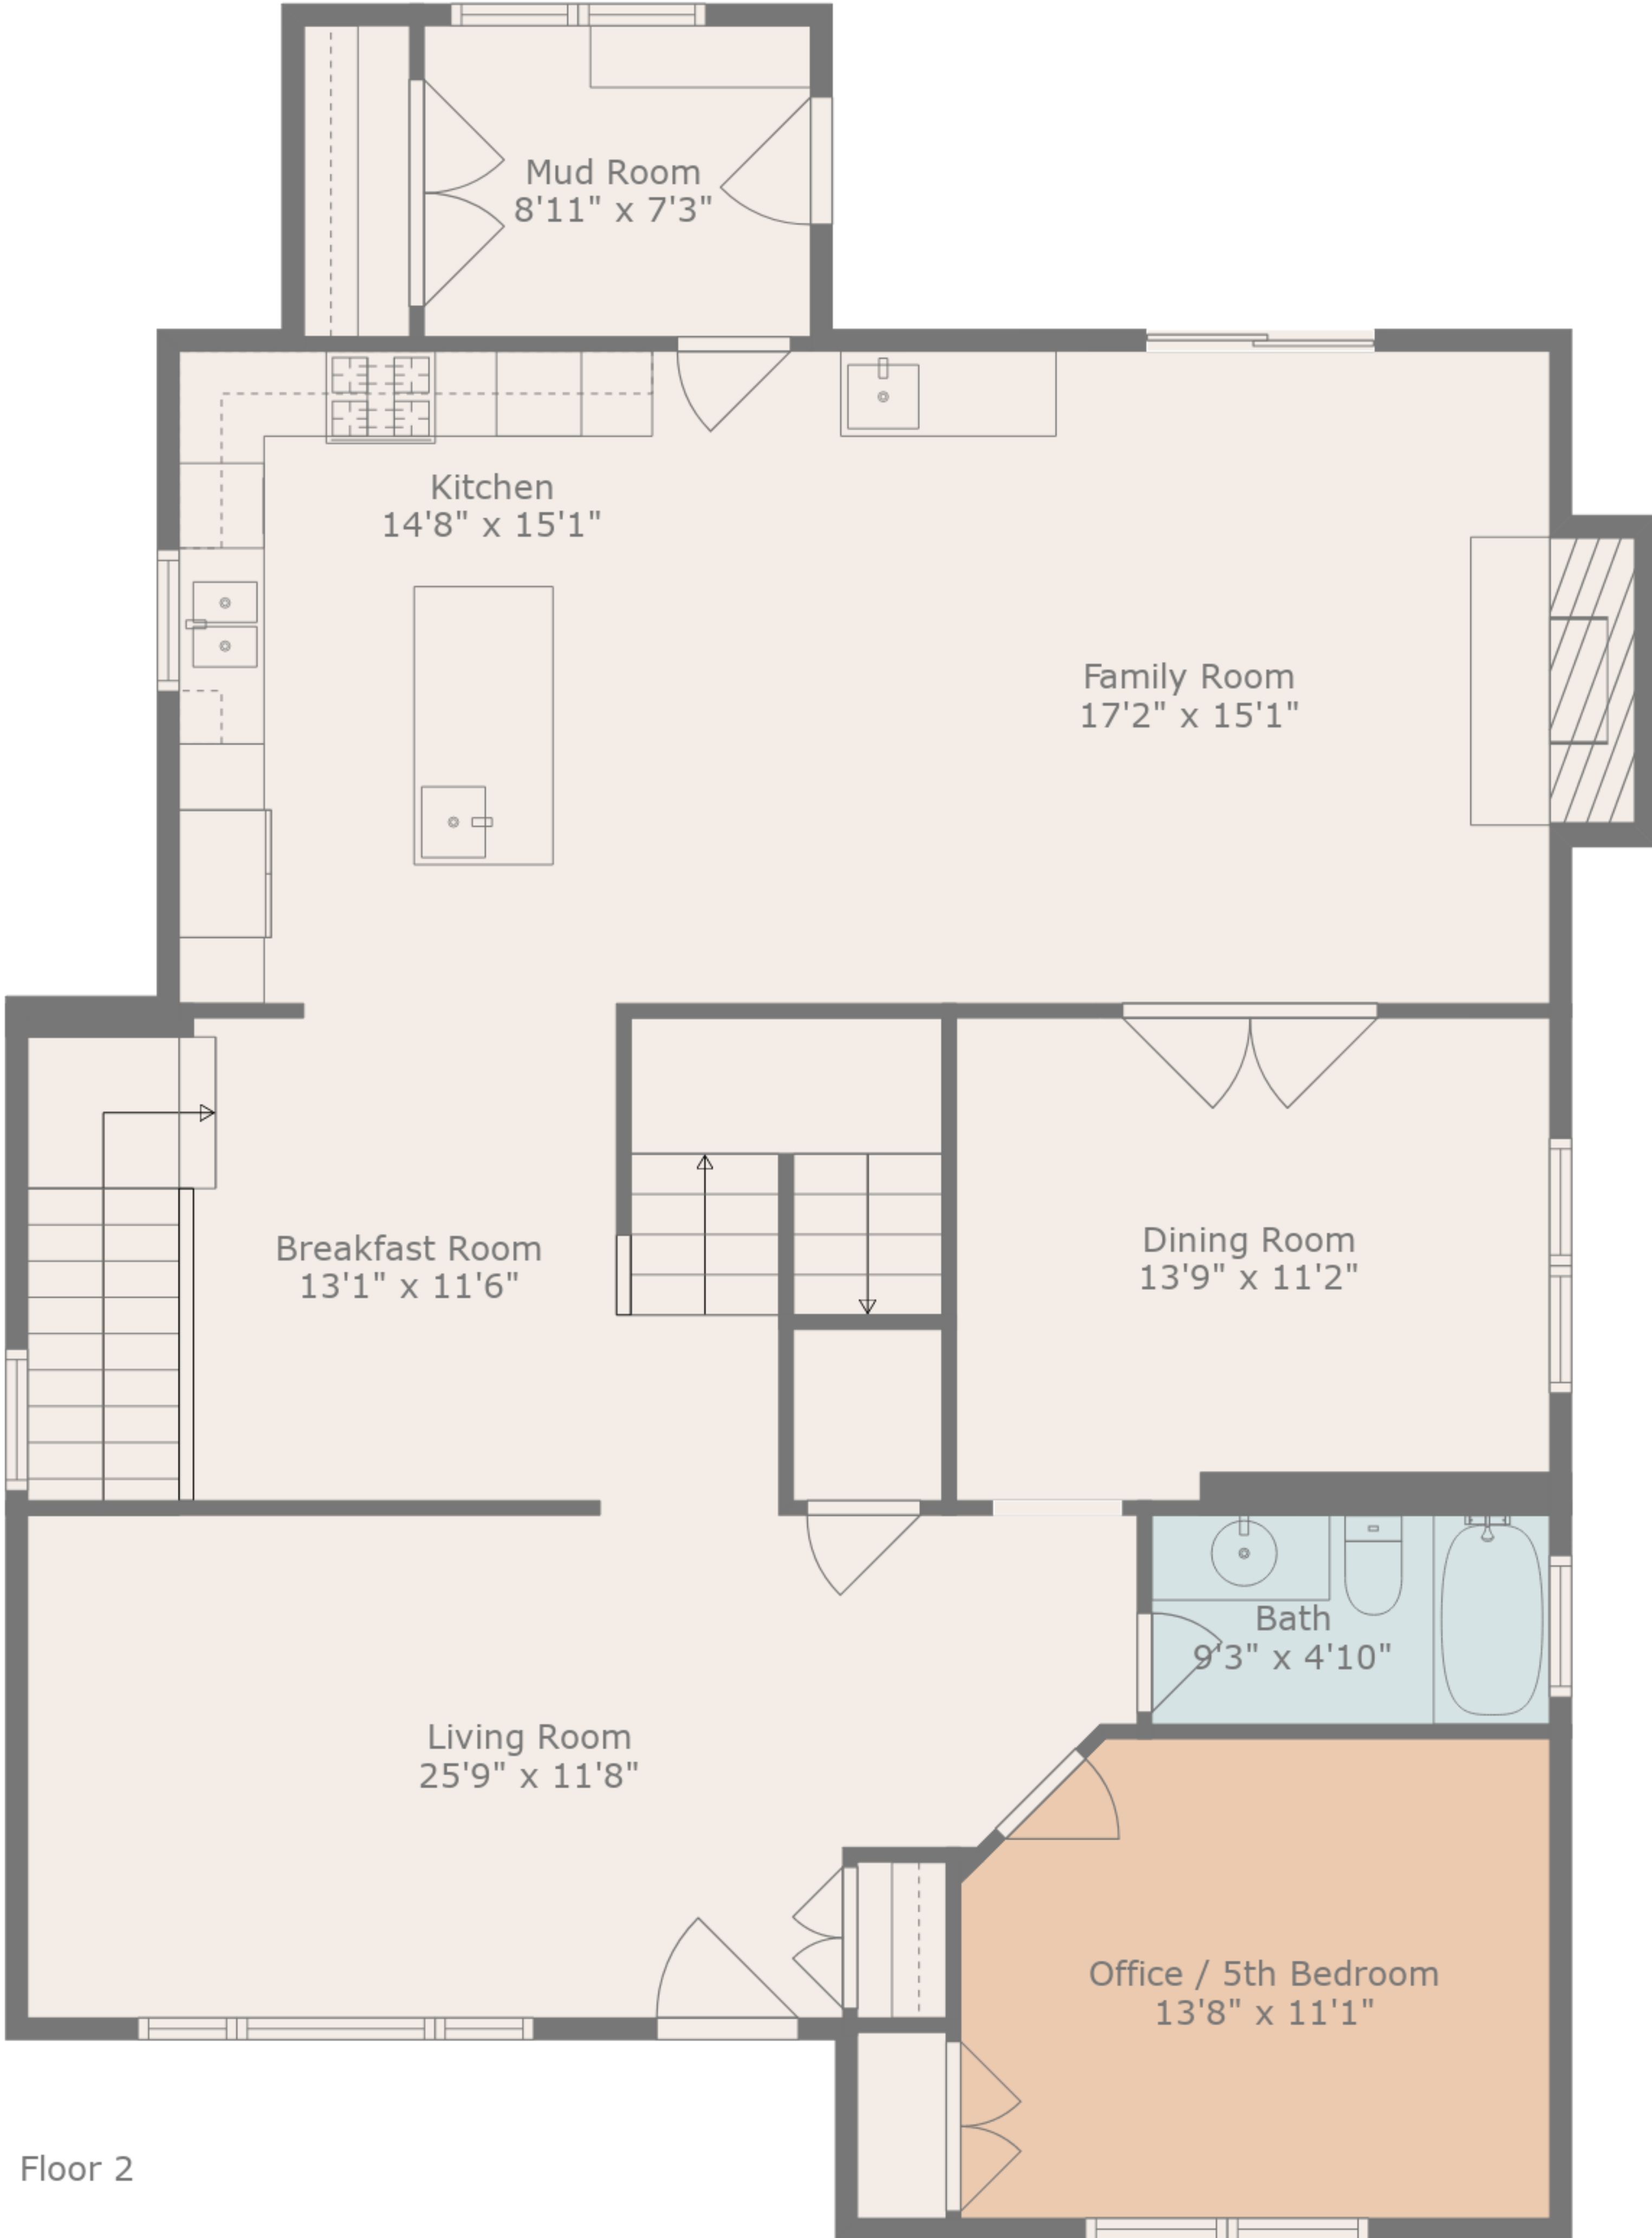 Mud Room
8'11" x 7'3"
Kitchen
14'8" x 15'1"
Family Room
17'2" x 15'1"
Breakfast Room
13'1" x 11'6"
Dining Room
13'9" x 11'2"
Bath
9'3" x 4'10"
Living Room
25'9" x 11'8"
Office / 5th Bedroom
13'8" x 11'1"
Floor 2